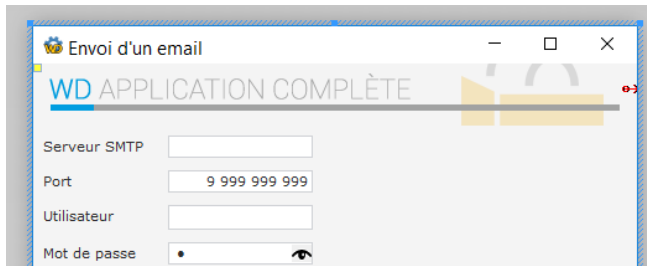 Envoi d'un email
WD APPLICATION COMPLÈTE
Serveur SMTP
Port 9 999 999 999
Utilisateur
Mot de passe